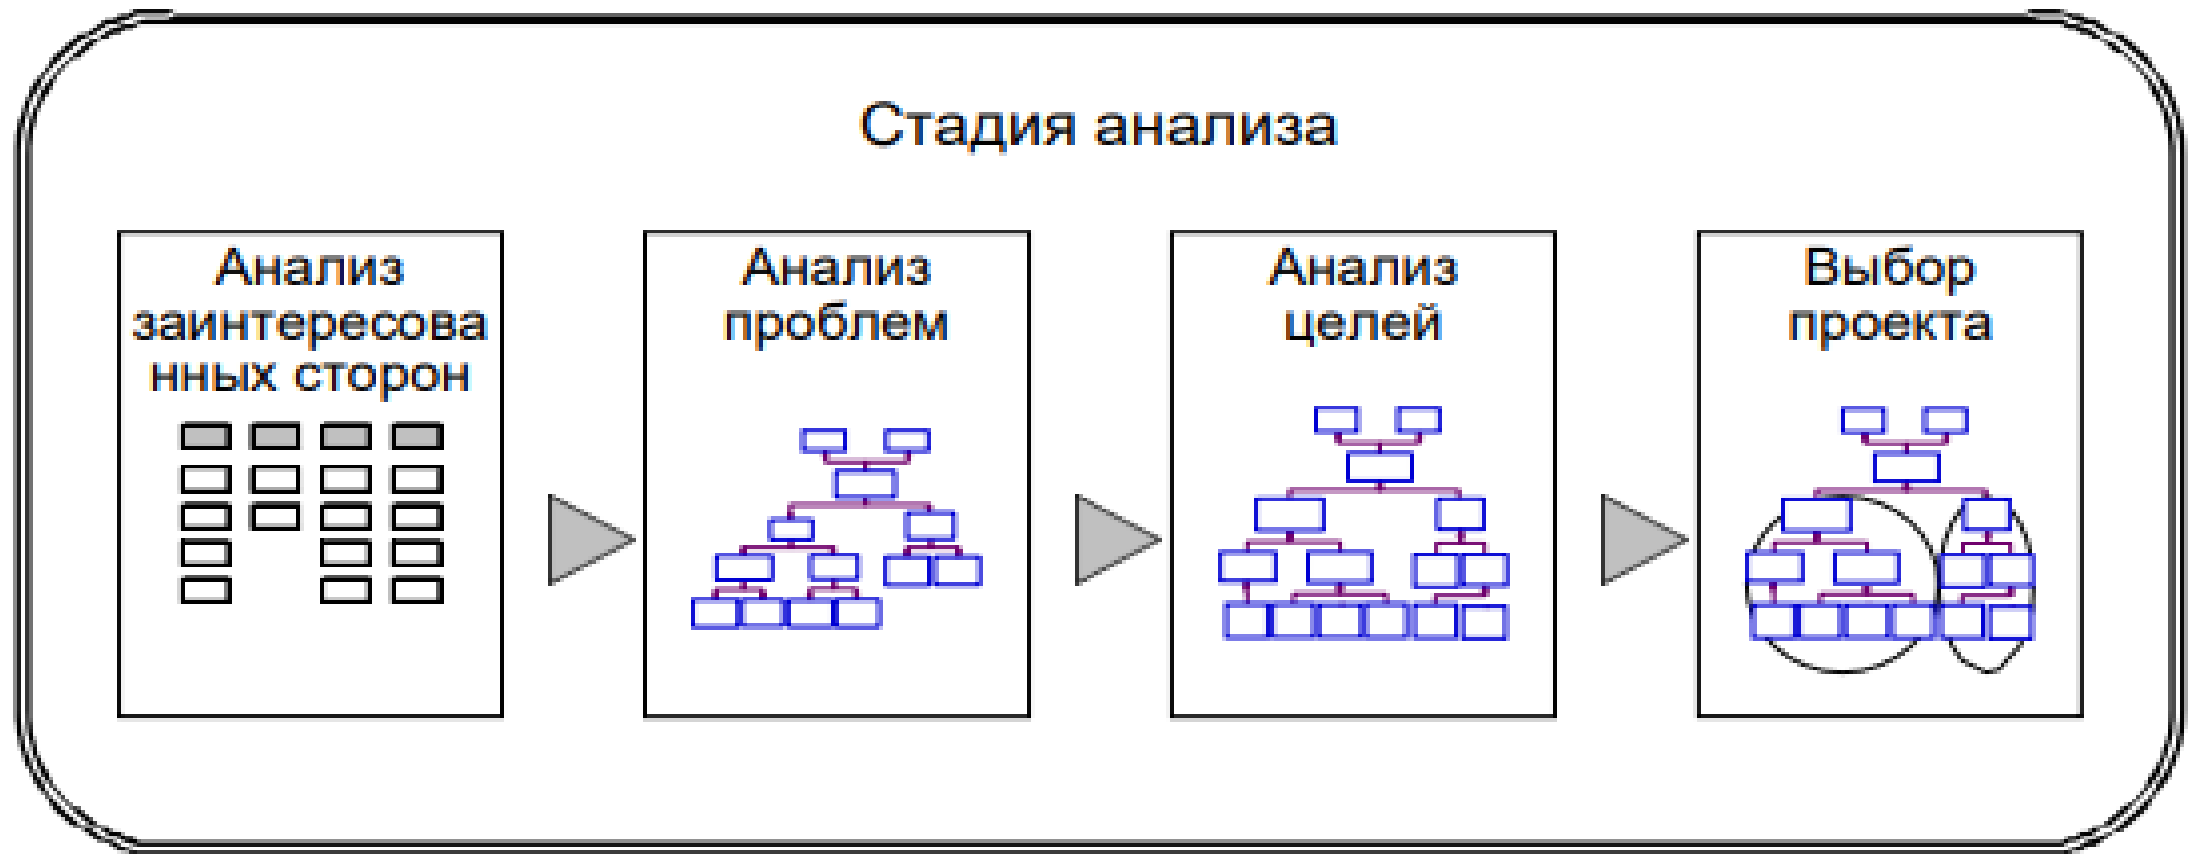 Стадия анализа
Анализ
заинтересова
нных сторон
Анализ
проблем
Анализ
целей
Выбор
проекта